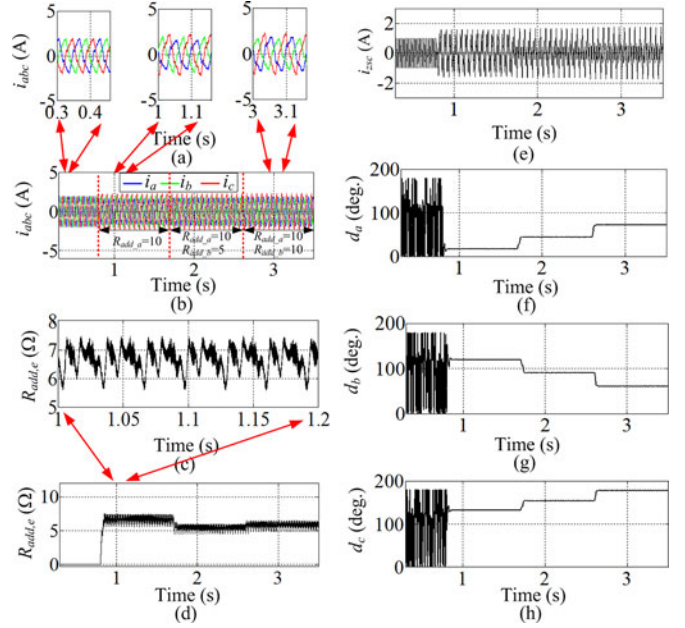 5
0
-5
i_abc (A)
0.3 0.4
5
0
-5
1 1.1
5
0
-5
3 3.1
Time (s)
(a)
5
0
-5
i_abc (A)
i_a i_b i_c
R_add_a=10
R_add_a=10
R_add_b=5
R_add_a=10
R_add_b=10
1 2 3
Time (s)
(b)
8
7
6
5
R_add,e (Ω)
1 1.05 1.1 1.15 1.2
Time (s)
(c)
10
5
0
R_add,e (Ω)
1 2 3
Time (s)
(d)
2
0
-2
i_zsc (A)
1 2 3
Time (s)
(e)
200
100
0
d_a (deg.)
1 2 3
Time (s)
(f)
200
100
0
d_b (deg.)
1 2 3
Time (s)
(g)
200
100
0
d_c (deg.)
1 2 3
Time (s)
(h)